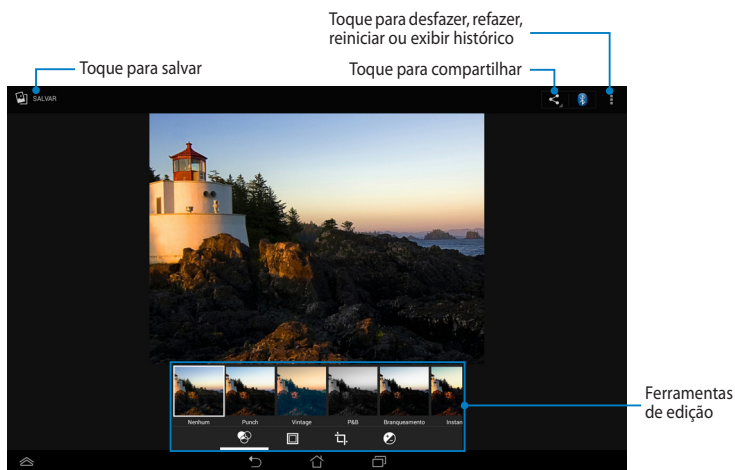 Toque para desfazer, refazer,
reiniciar ou exibir histórico
Toque para salvar
Toque para compartilhar
SALVAR
Nenhum
Punch
Vintage
P&B
Branqueamento
Instan
Ferramentas
de edição